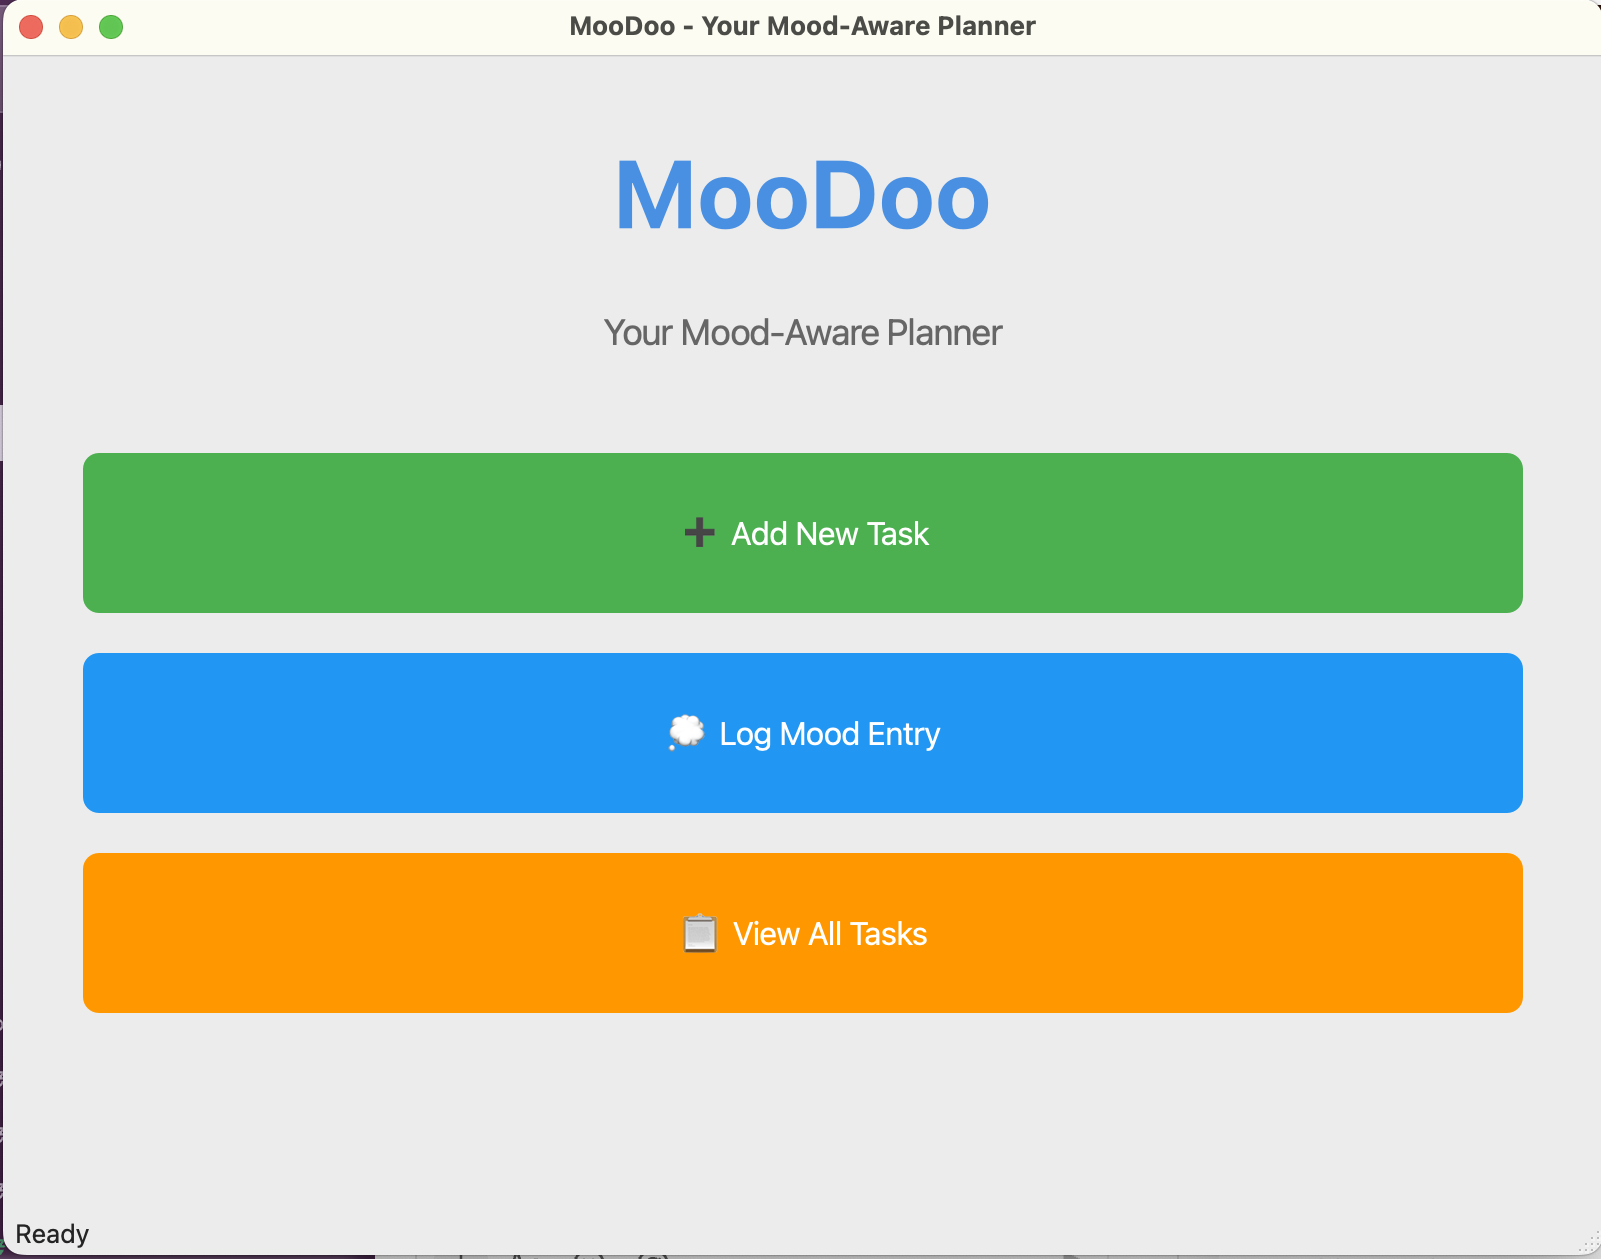 MooDoo - Your Mood-Aware Planner
MooDoo
Your Mood-Aware Planner
➕ Add New Task
💭 Log Mood Entry
📋 View All Tasks
Ready